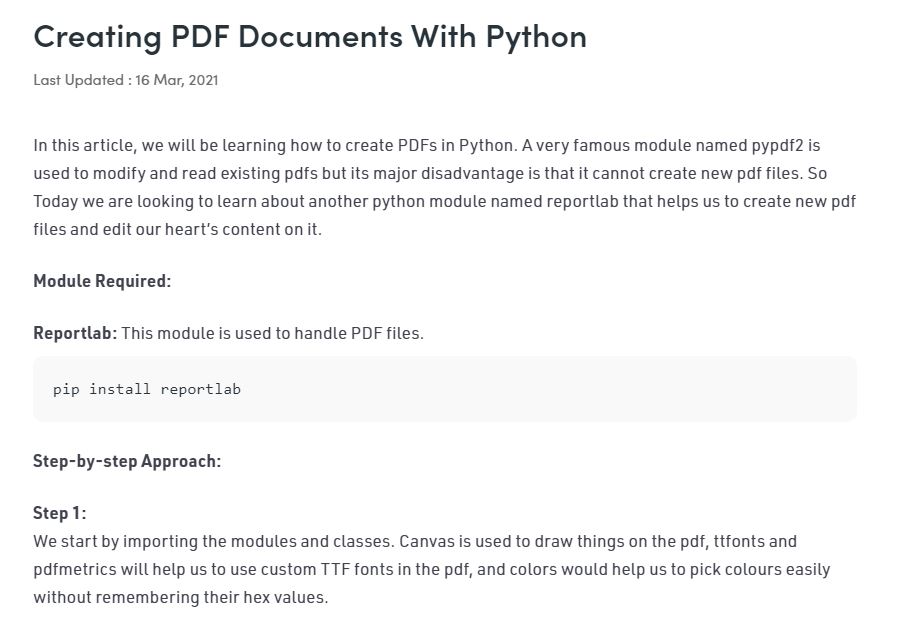 Creating PDF Documents With Python
Last Updated : 16 Mar, 2021
In this article, we will be learning how to create PDFs in Python. A very famous module named pypdf2 is
used to modify and read existing pdfs but its major disadvantage is that it cannot create new pdf files. So
Today we are looking to learn about another python module named reportlab that helps us to create new pdf
files and edit our heart’s content on it.
Module Required:
Reportlab: This module is used to handle PDF files.
pip install reportlab
Step-by-step Approach:
Step 1:
We start by importing the modules and classes. Canvas is used to draw things on the pdf, ttfonts and
pdfmetrics will help us to use custom TTF fonts in the pdf, and colors would help us to pick colours easily
without remembering their hex values.